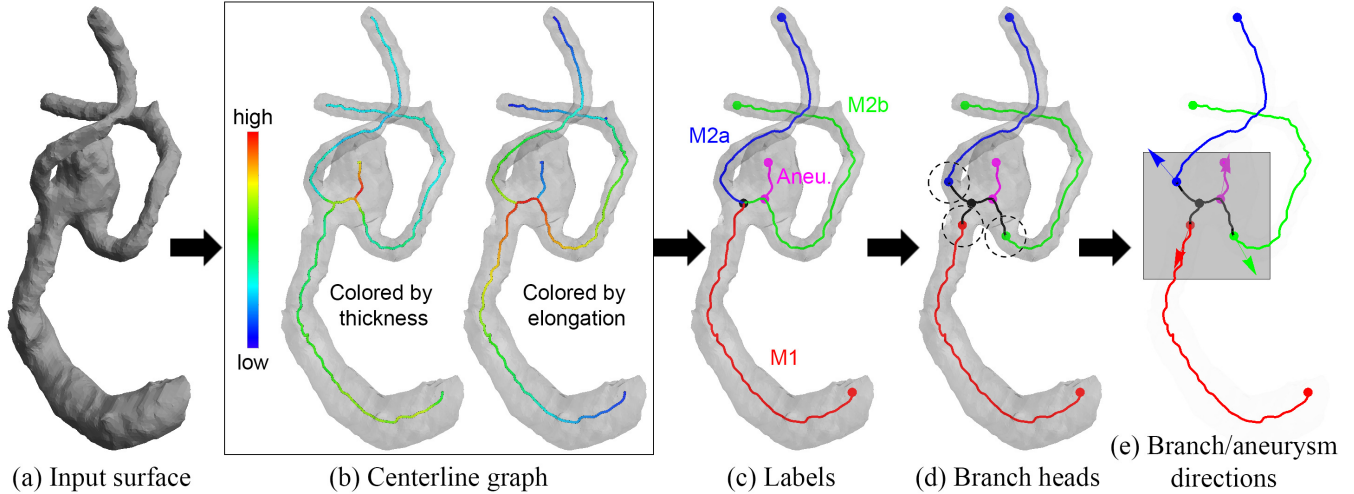 high
low
Colored by
thickness
Colored by
elongation
M2a
M2b
Aneu.
M1
(a) Input surface
(b) Centerline graph
(c) Labels
(d) Branch heads
(e) Branch/aneurysm
directions